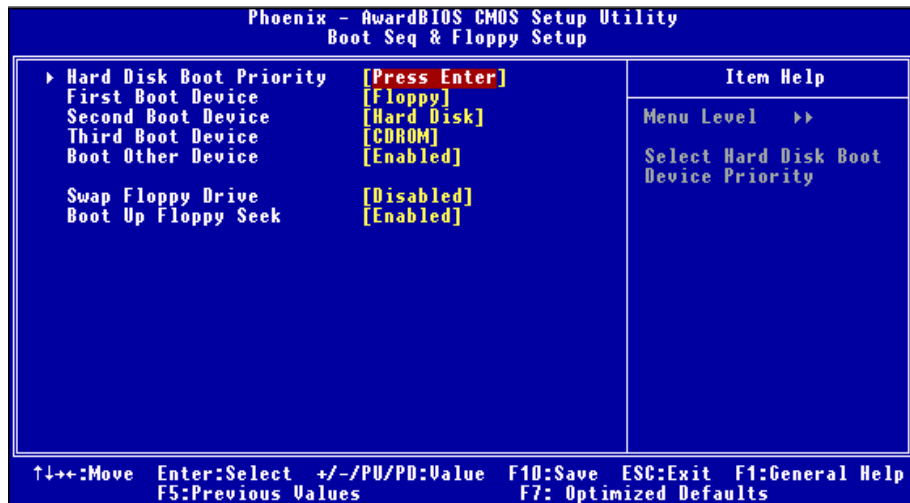 Phoenix - AwardBIOS CMOS Setup Utility
Boot Seq & Floppy Setup
▶ Hard Disk Boot Priority [Press Enter]
First Boot Device [Floppy]
Second Boot Device [Hard Disk]
Third Boot Device [CDROM]
Boot Other Device [Enabled]
Swap Floppy Drive [Disabled]
Boot Up Floppy Seek [Enabled]
Item Help
Menu Level ▶▶
Select Hard Disk Boot
Device Priority
↑↓→←:Move Enter:Select +/-/PU/PD:Value F10:Save ESC:Exit F1:General Help
F5:Previous Values F7: Optimized Defaults